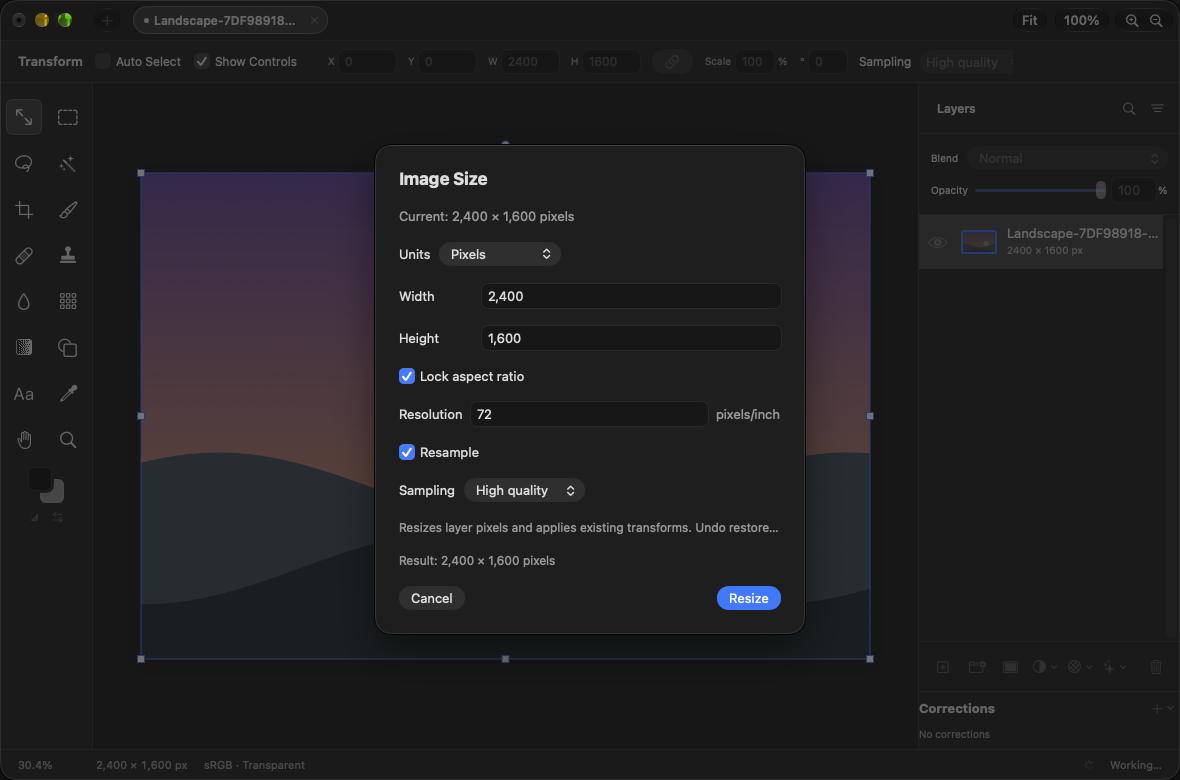 Landscape-7DF98918...
Fit
100%
Transform
Auto Select
Show Controls
X 0
Y 0
W 2400
H 1600
Scale 100 %
° 0
Sampling High quality
Layers
Blend Normal
Opacity 100 %
Landscape-7DF98918-...
2400 × 1600 px
Image Size
Current: 2,400 × 1,600 pixels
Units Pixels
Width 2,400
Height 1,600
Lock aspect ratio
Resolution 72 pixels/inch
Resample
Sampling High quality
Resizes layer pixels and applies existing transforms. Undo restore...
Result: 2,400 × 1,600 pixels
Cancel
Resize
Aa
Corrections
No corrections
30.4%
2,400 × 1,600 px
sRGB · Transparent
Working...